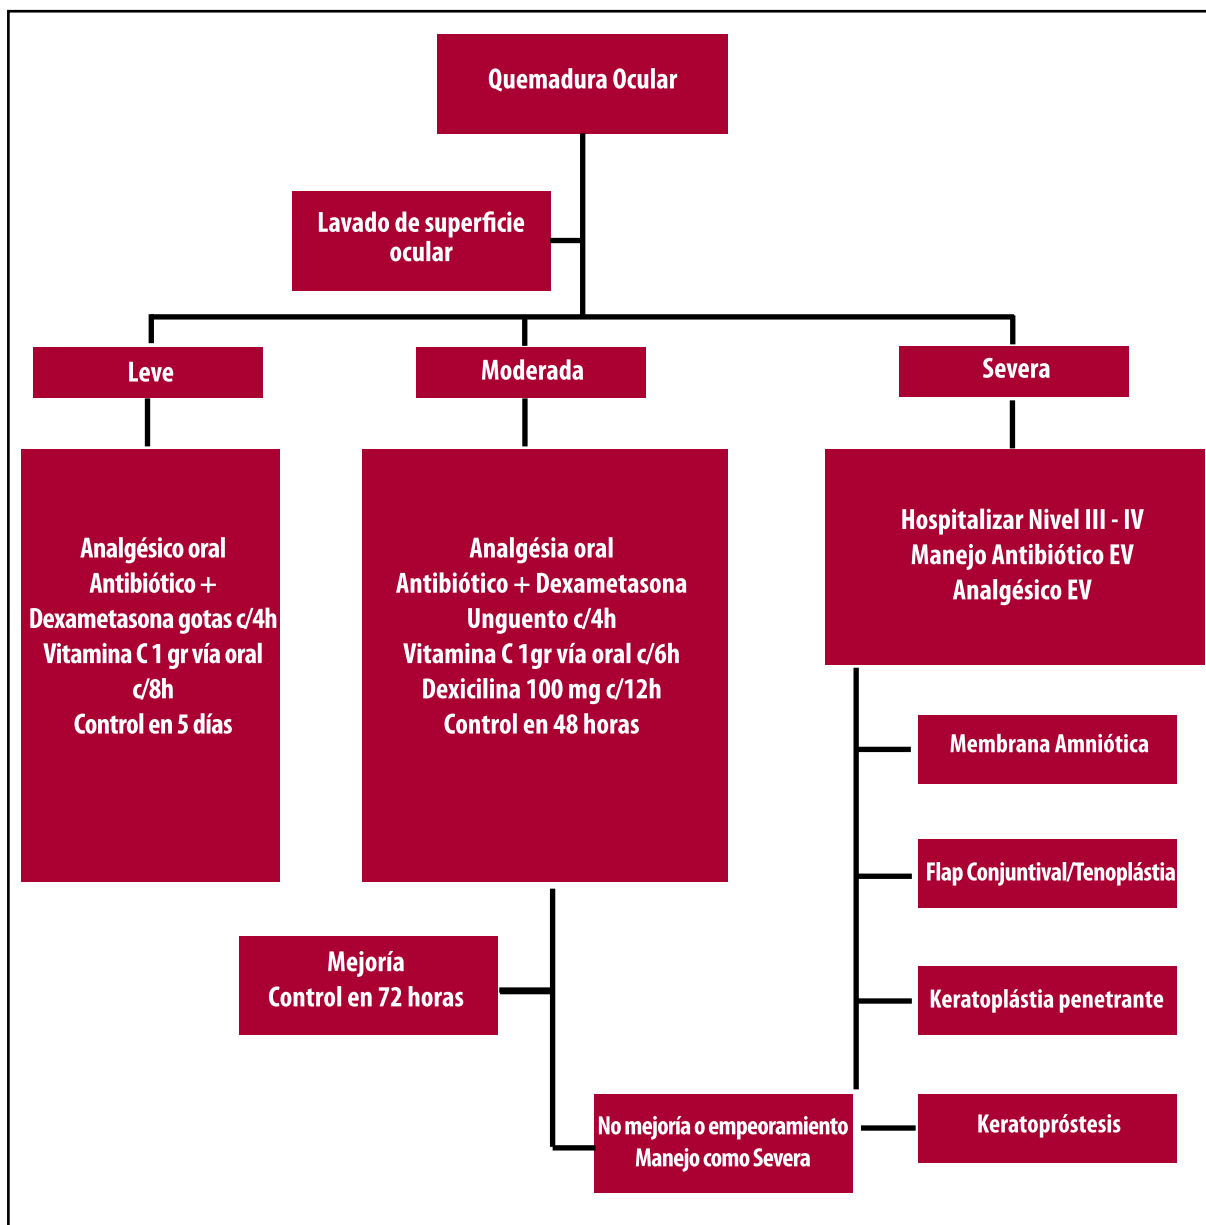 Quemadura Ocular
Lavado de superficie
ocular
Leve
Moderada
Severa
Analgésico oral
Antibiótico +
Dexametasona gotas c/4h
Vitamina C 1 gr vía oral
c/8h
Control en 5 días
Analgésia oral
Antibiótico + Dexametasona
Unguento c/4h
Vitamina C 1gr vía oral c/6h
Dexicilina 100 mg c/12h
Control en 48 horas
Hospitalizar Nivel III - IV
Manejo Antibiótico EV
Analgésico EV
Membrana Amniótica
Flap Conjuntival/Tenoplástia
Keratoplástia penetrante
Keratopróstesis
Mejoría
Control en 72 horas
No mejoría o empeoramiento
Manejo como Severa